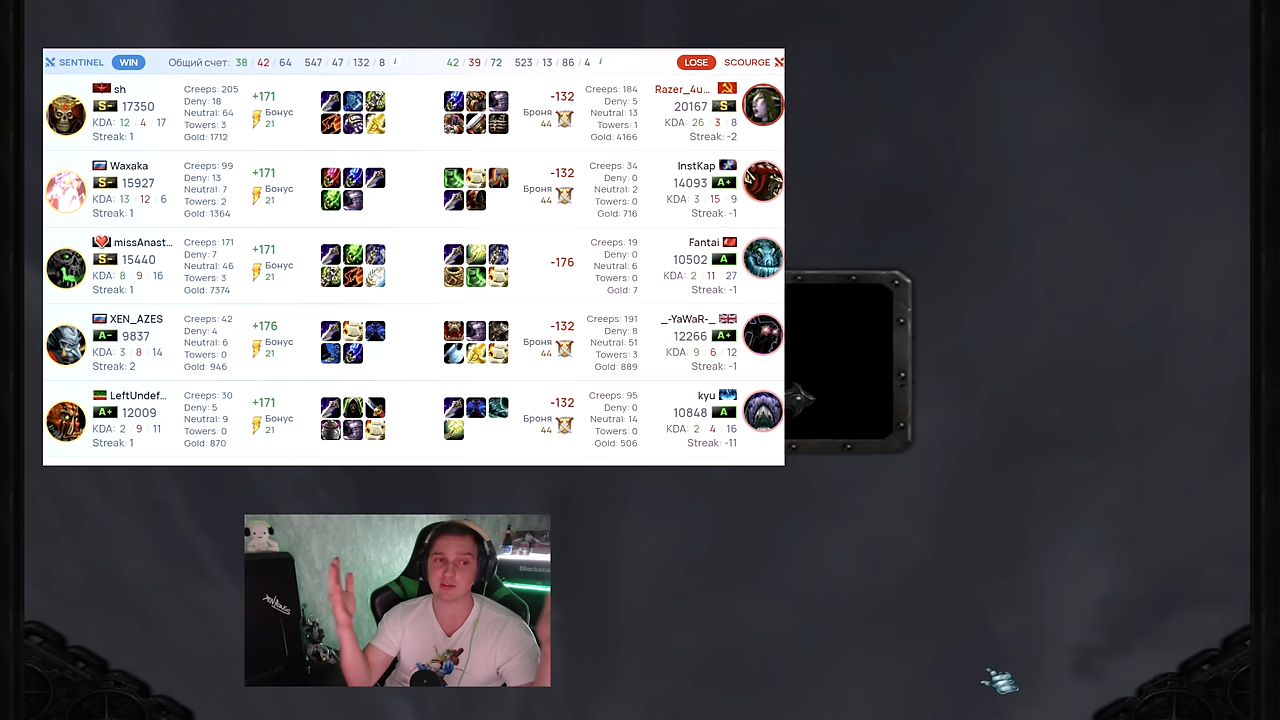 SENTINEL WIN Общий счет: 38 / 42 / 64 547 / 47 / 132 / 8 i 42 / 39 / 72 523 / 13 / 86 / 4 i LOSE SCOURGE
sh
S- 17350
KDA: 12 / 4 / 17
Streak: 1
Creeps: 205
Deny: 18
Neutral: 64
Towers: 3
Gold: 1712
+171
Бонус
21
-132
Броня
44
Creeps: 184
Deny: 5
Neutral: 13
Towers: 1
Gold: 4166
Razer_4u...
20167 S
KDA: 26 / 3 / 8
Streak: -2
Waxaka
S- 15927
KDA: 13 / 12 / 6
Streak: 1
Creeps: 99
Deny: 13
Neutral: 7
Towers: 2
Gold: 1364
+171
Бонус
21
-132
Броня
44
Creeps: 34
Deny: 0
Neutral: 2
Towers: 0
Gold: 716
InstKap
14093 A+
KDA: 3 / 15 / 9
Streak: -1
missAnast...
S- 15440
KDA: 8 / 9 / 16
Streak: 1
Creeps: 171
Deny: 7
Neutral: 46
Towers: 3
Gold: 7374
+171
Бонус
21
-176
Creeps: 19
Deny: 0
Neutral: 6
Towers: 0
Gold: 7
Fantai
10502 A
KDA: 2 / 11 / 27
Streak: -1
XEN_AZES
A- 9837
KDA: 3 / 8 / 14
Streak: 2
Creeps: 42
Deny: 4
Neutral: 6
Towers: 0
Gold: 946
+176
Бонус
21
-132
Броня
44
Creeps: 191
Deny: 8
Neutral: 51
Towers: 3
Gold: 889
_-YaWaR-_
12266 A+
KDA: 9 / 6 / 12
Streak: -1
LeftUndef...
A+ 12009
KDA: 2 / 9 / 11
Streak: 1
Creeps: 30
Deny: 5
Neutral: 9
Towers: 0
Gold: 870
+171
Бонус
21
-132
Броня
44
Creeps: 95
Deny: 0
Neutral: 14
Towers: 0
Gold: 506
kyu
10848 A
KDA: 2 / 4 / 16
Streak: -11